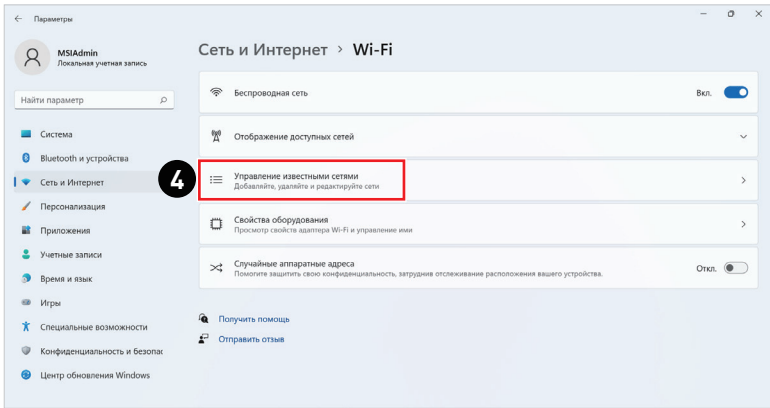 Параметры
MSIAdmin
Локальная учетная запись
Найти параметр
Система
Bluetooth и устройства
Сеть и Интернет
Персонализация
Приложения
Учетные записи
Время и язык
Игры
Специальные возможности
Конфиденциальность и безопас
Центр обновления Windows
Сеть и Интернет > Wi-Fi
Беспроводная сеть
Вкл.
Отображение доступных сетей
4
Управление известными сетями
Добавляйте, удаляйте и редактируйте сети
Свойства оборудования
Просмотр свойств адаптера Wi-Fi и управление ими
Случайные аппаратные адреса
Помогите защитить свою конфиденциальность, затруднив отслеживание расположения вашего устройства.
Откл.
Получить помощь
Отправить отзыв